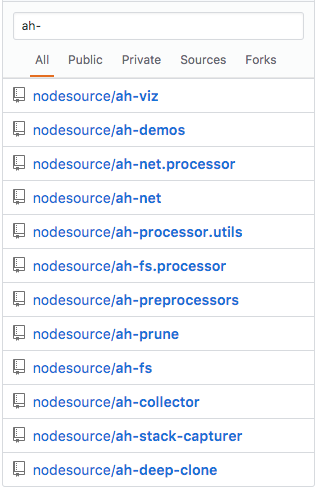 ah-
All Public Private Sources Forks
nodesource/ah-viz
nodesource/ah-demos
nodesource/ah-net.processor
nodesource/ah-net
nodesource/ah-processor.utils
nodesource/ah-fs.processor
nodesource/ah-preprocessors
nodesource/ah-prune
nodesource/ah-fs
nodesource/ah-collector
nodesource/ah-stack-capturer
nodesource/ah-deep-clone